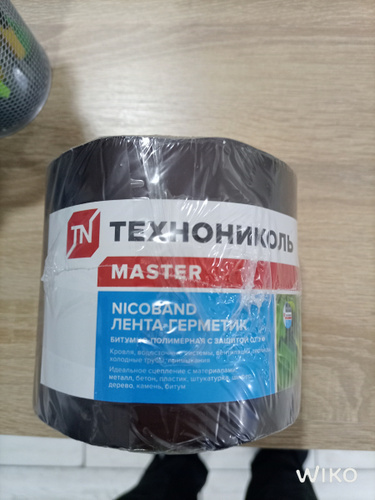 TN ТЕХНОНИКОЛЬ
MASTER
NICOBAND
ЛЕНТА-ГЕРМЕТИК
БИТУМНО-ПОЛИМЕРНАЯ С ЗАЩИТОЙ ОТ УФ
Кровля, водосточные системы,
холодные трубы,
Идеальное сцепление с материалами:
металл, бетон, пластик, штукатурка,
дерево, камень, битум
WIKO